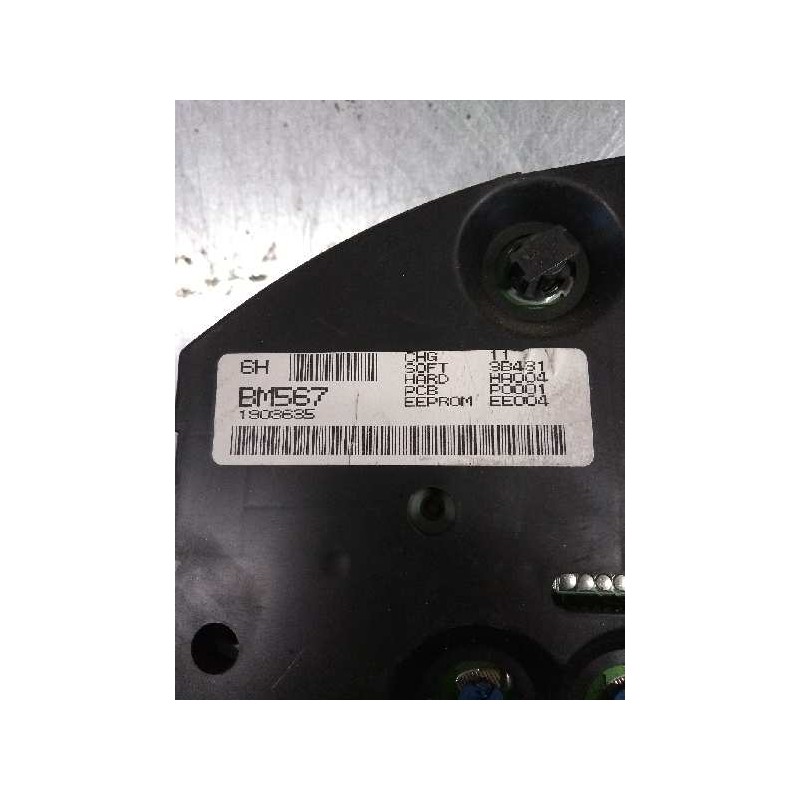 6H
BM567
1903635
CHG 11
SOFT 3B431
HARD HA004
PCB P0001
EEPROM EE004